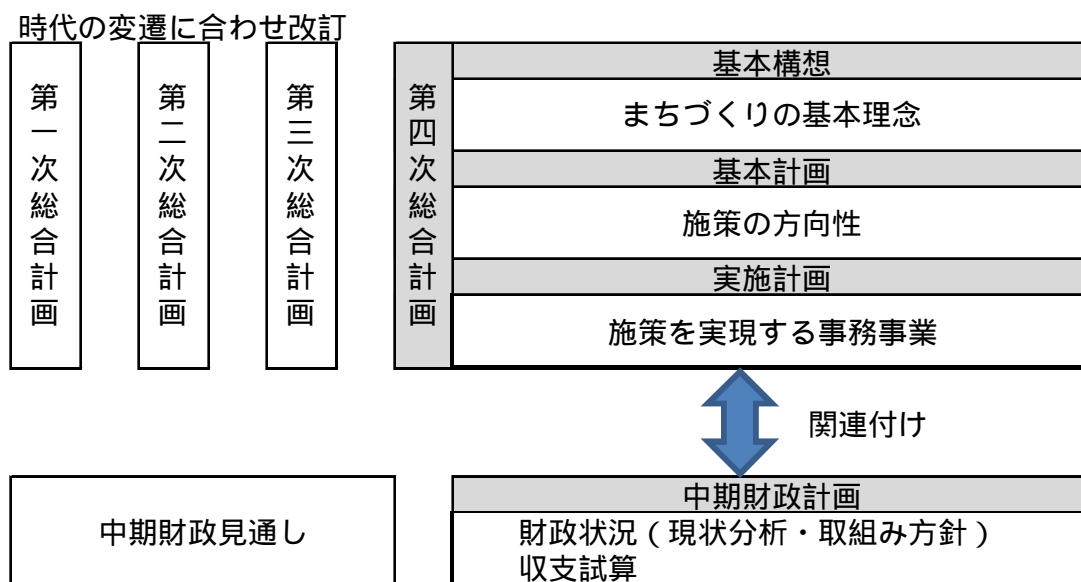 時代の変遷に合わせ改訂
第一次総合計画
第二次総合計画
第三次総合計画
第四次総合計画
基本構想
まちづくりの基本理念
基本計画
施策の方向性
実施計画
施策を実現する事務事業
関連付け
中期財政見通し
中期財政計画
財政状況（現状分析・取組み方針）
収支試算